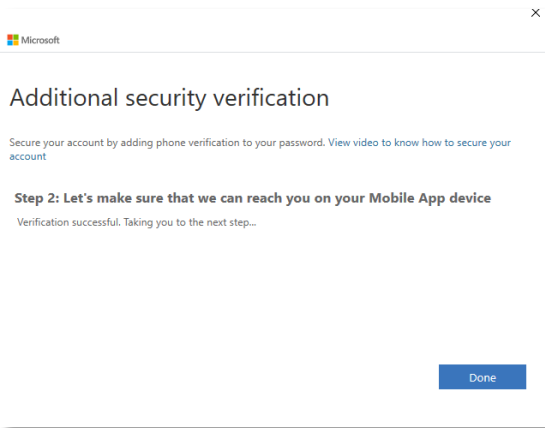 Microsoft
Additional security verification
Secure your account by adding phone verification to your password. View video to know how to secure your
account
Step 2: Let's make sure that we can reach you on your Mobile App device
Verification successful. Taking you to the next step...
Done